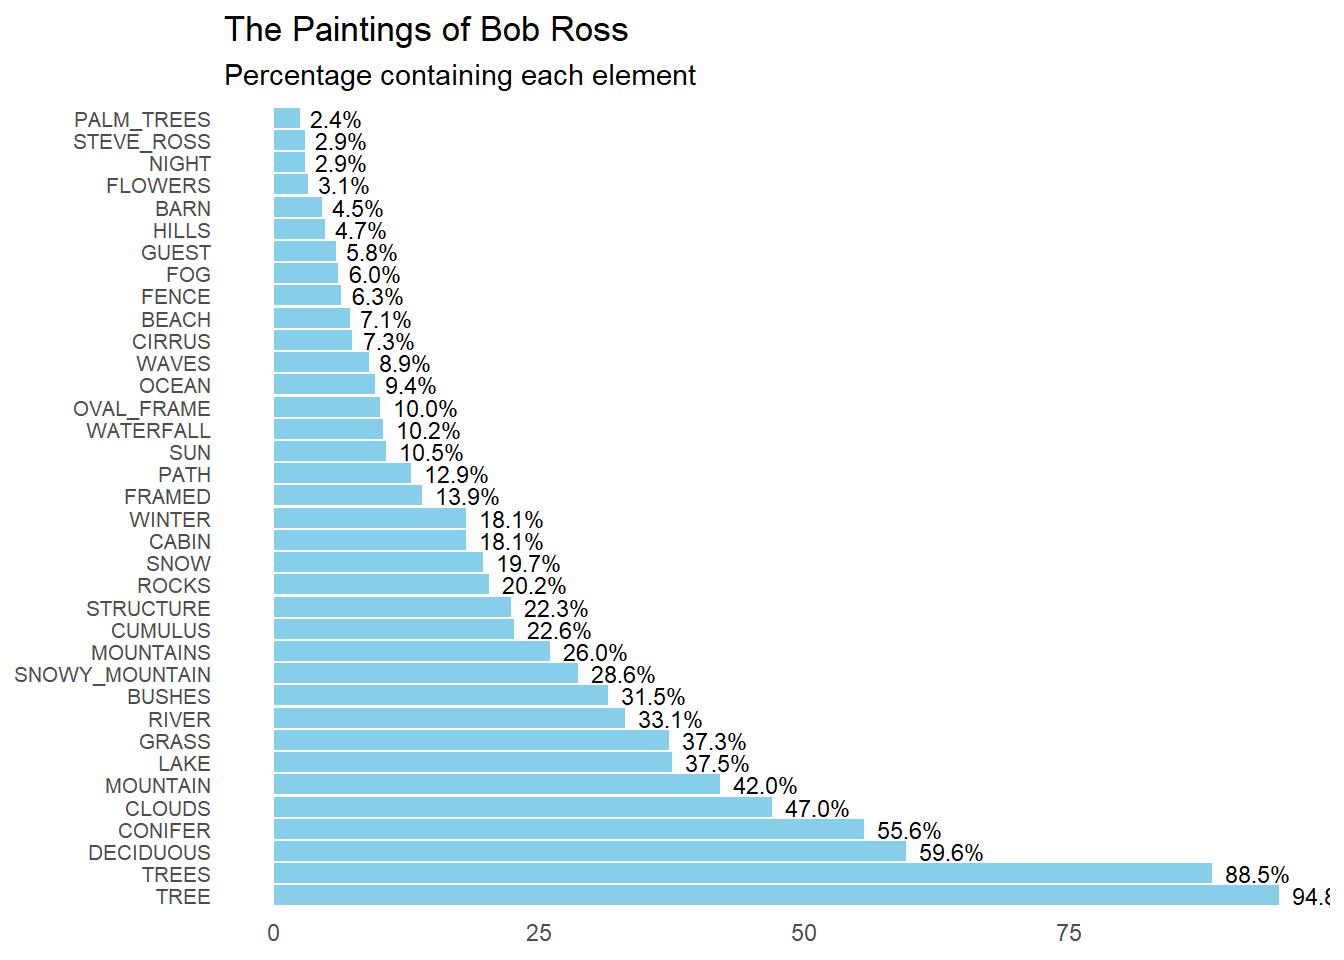 The Paintings of Bob Ross
Percentage containing each element
PALM_TREES 2.4%
STEVE_ROSS 2.9%
NIGHT 2.9%
FLOWERS 3.1%
BARN 4.5%
HILLS 4.7%
GUEST 5.8%
FOG 6.0%
FENCE 6.3%
BEACH 7.1%
CIRRUS 7.3%
WAVES 8.9%
OCEAN 9.4%
OVAL_FRAME 10.0%
WATERFALL 10.2%
SUN 10.5%
PATH 12.9%
FRAMED 13.9%
WINTER 18.1%
CABIN 18.1%
SNOW 19.7%
ROCKS 20.2%
STRUCTURE 22.3%
CUMULUS 22.6%
MOUNTAINS 26.0%
SNOWY_MOUNTAIN 28.6%
BUSHES 31.5%
RIVER 33.1%
GRASS 37.3%
LAKE 37.5%
MOUNTAIN 42.0%
CLOUDS 47.0%
CONIFER 55.6%
DECIDUOUS 59.6%
TREES 88.5%
TREE 94.8
0 25 50 75